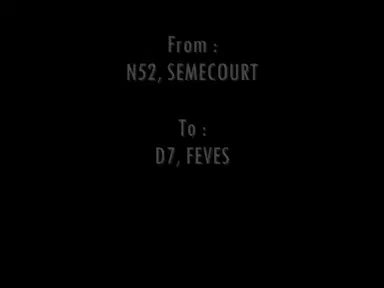 From :
N52, SEMECOURT
To :
D7, FEVES